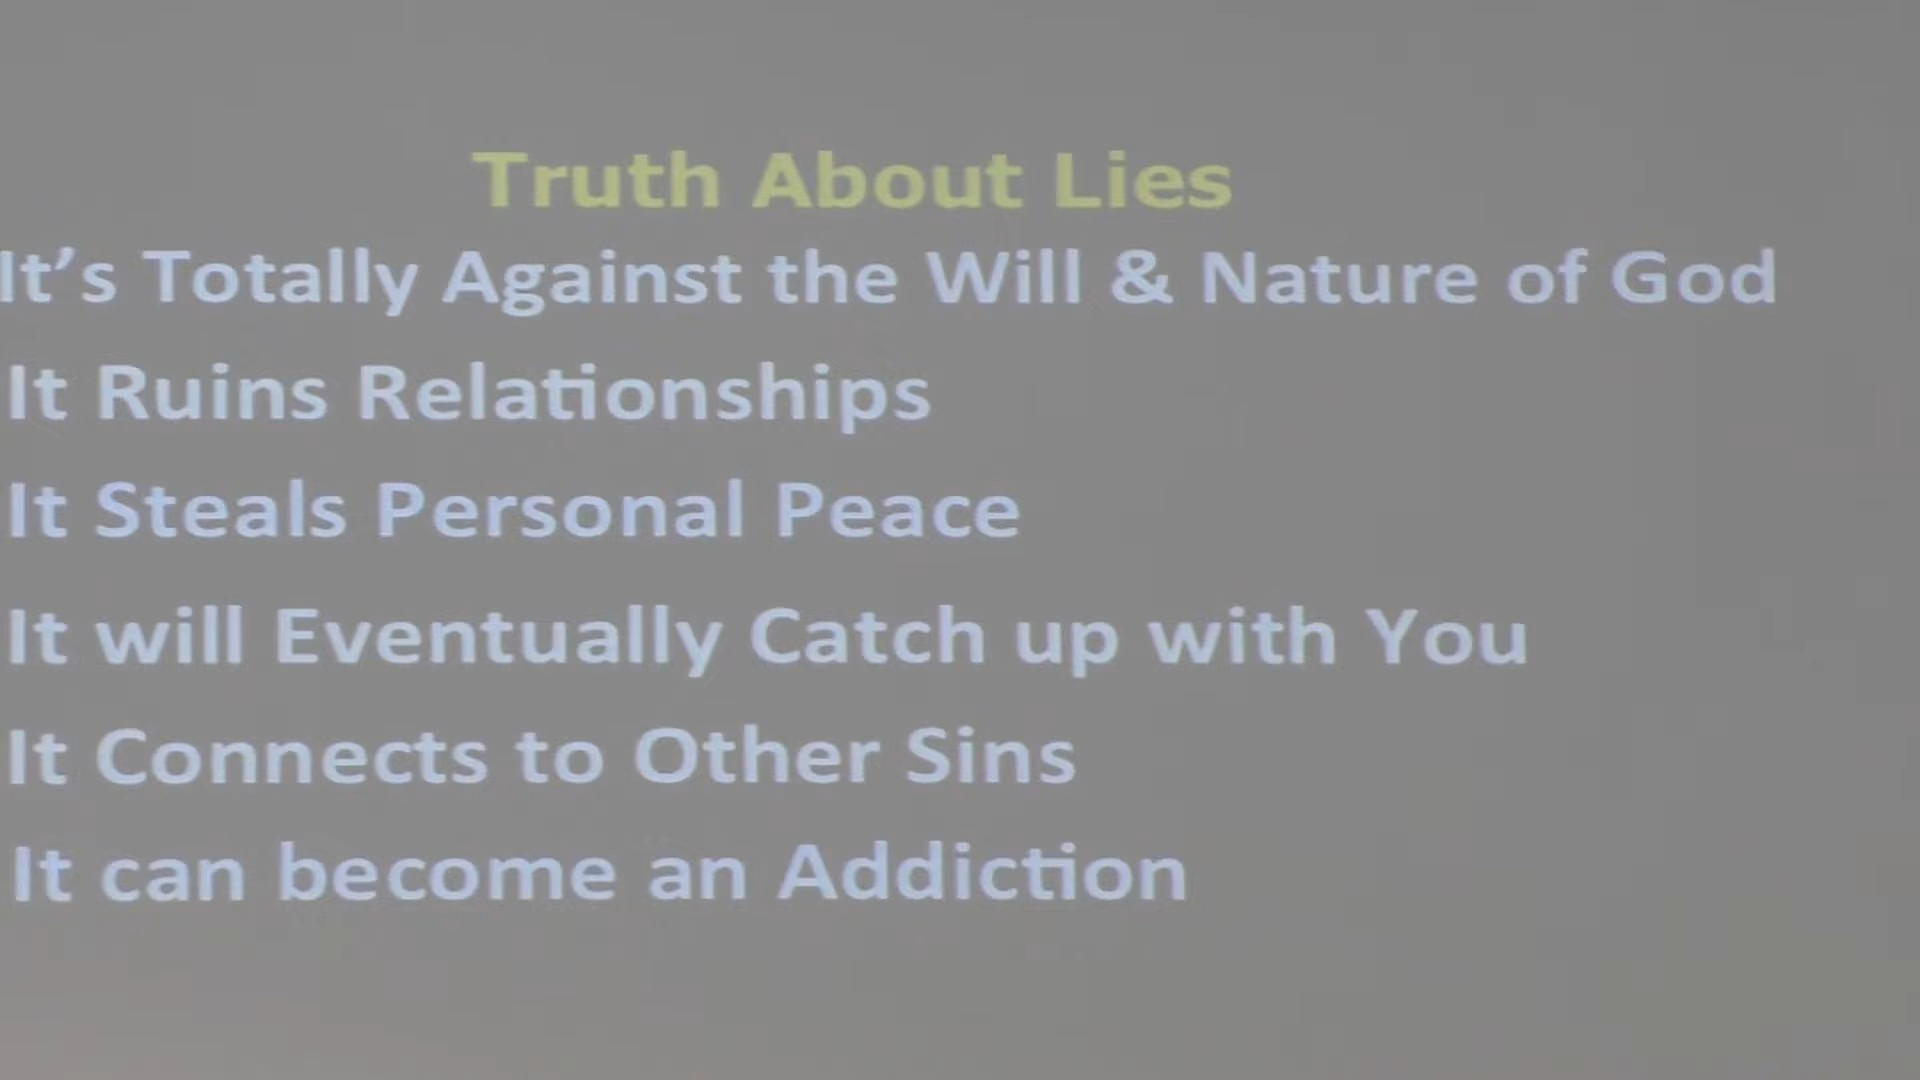 Truth About Lies
It’s Totally Against the Will & Nature of God
It Ruins Relationships
It Steals Personal Peace
It will Eventually Catch up with You
It Connects to Other Sins
It can become an Addiction